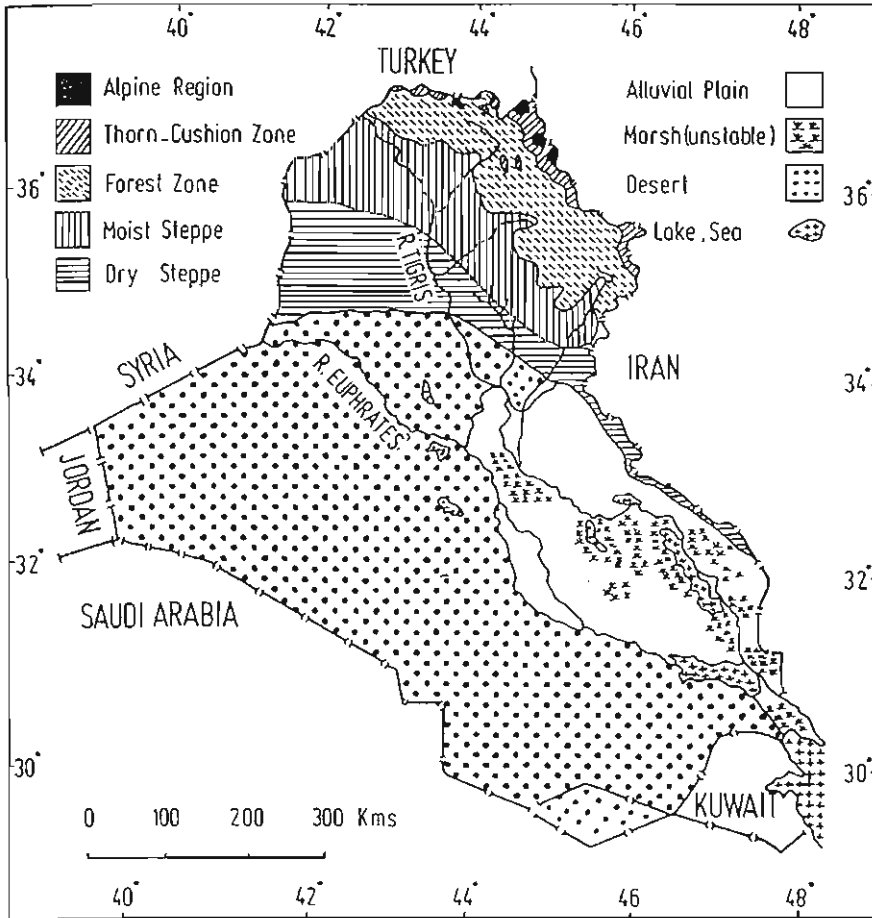 40° 42° 44° 46° 48°
TURKEY
Alpine Region
Thorn-Cushion Zone
Forest Zone
Moist Steppe
Dry Steppe
Alluvial Plain
Marsh(unstable)
Desert
Lake, Sea
36° 36°
R. TIGRIS
SYRIA
R. EUPHRATES
IRAN
34° 34°
JORDAN
32° 32°
SAUDI ARABIA
30° 30°
KUWAIT
0 100 200 300 Kms
40° 42° 44° 46° 48°